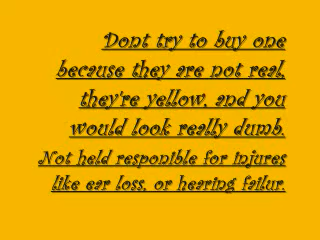 Dont try to buy one
because they are not real,
they're yellow, and you
would look really dumb.
Not held responsible for injures
like ear loss, or hearing failur.